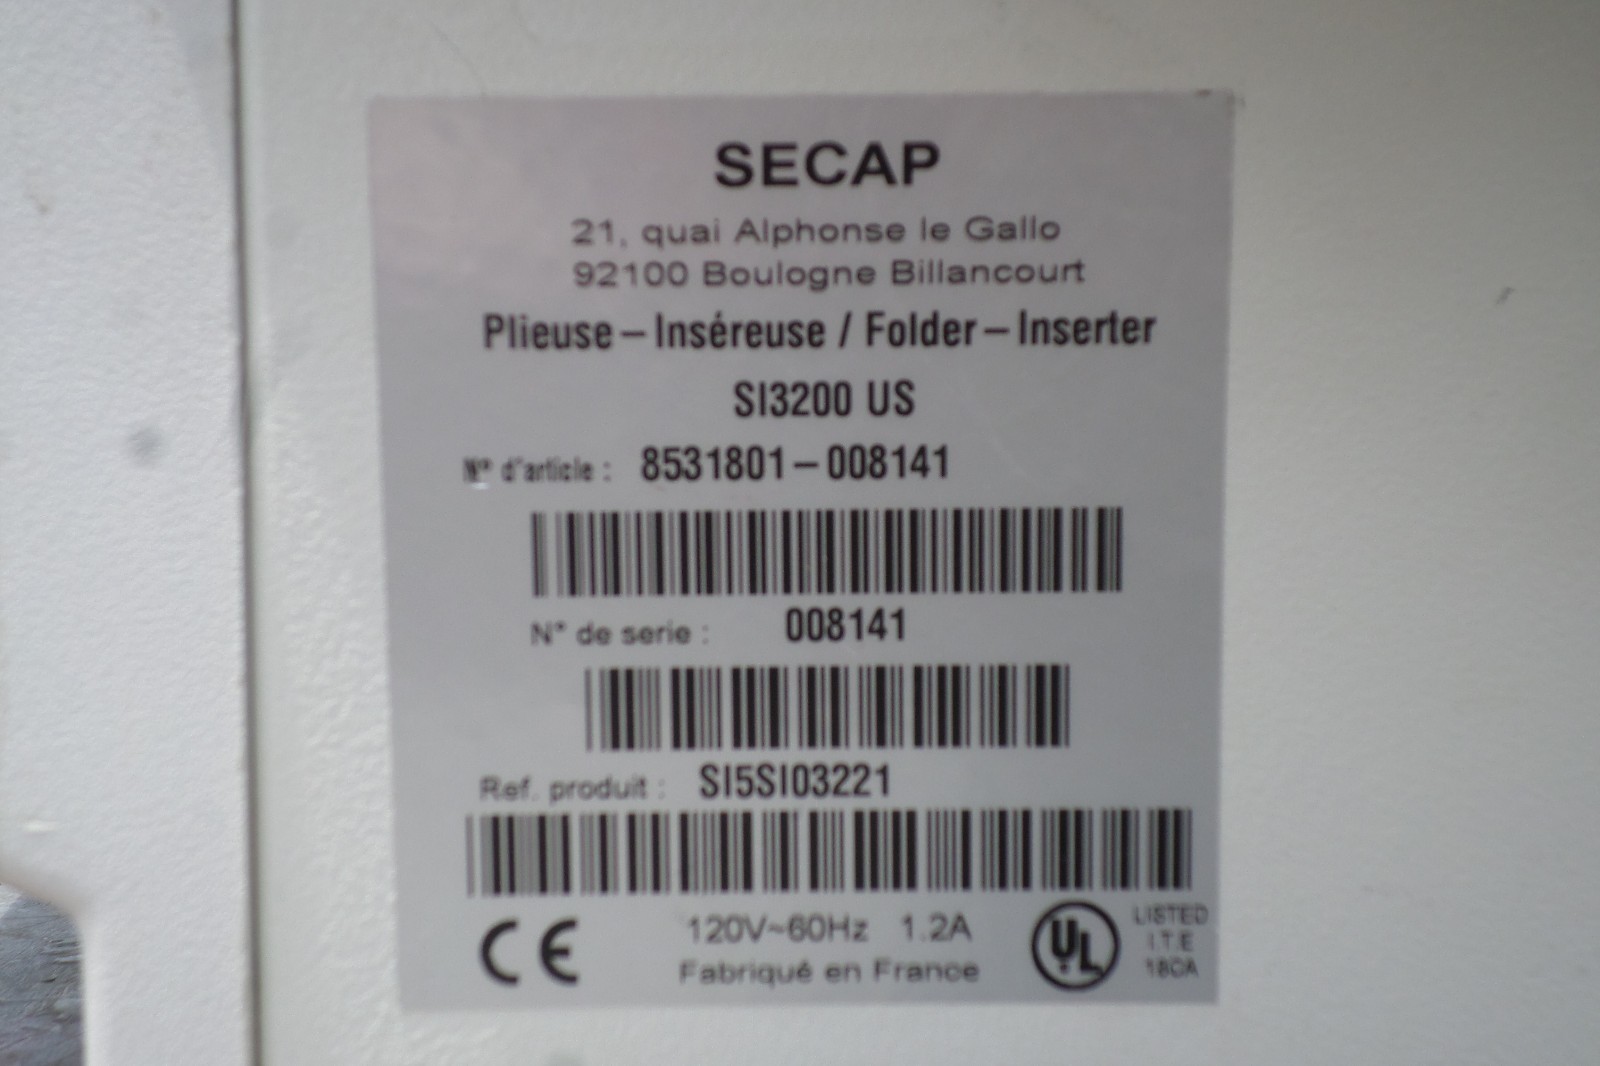 SECAP
21, quai Alphonse le Gallo
92100 Boulogne Billancourt
Plieuse – Inséreuse / Folder – Inserter
SI3200 US
N° d'article : 8531801 – 008141
N° de serie : 008141
Ref. produit : SI5SI03221
CE 120V~60Hz 1.2A UL LISTED
I.T.E
Fabriqué en France